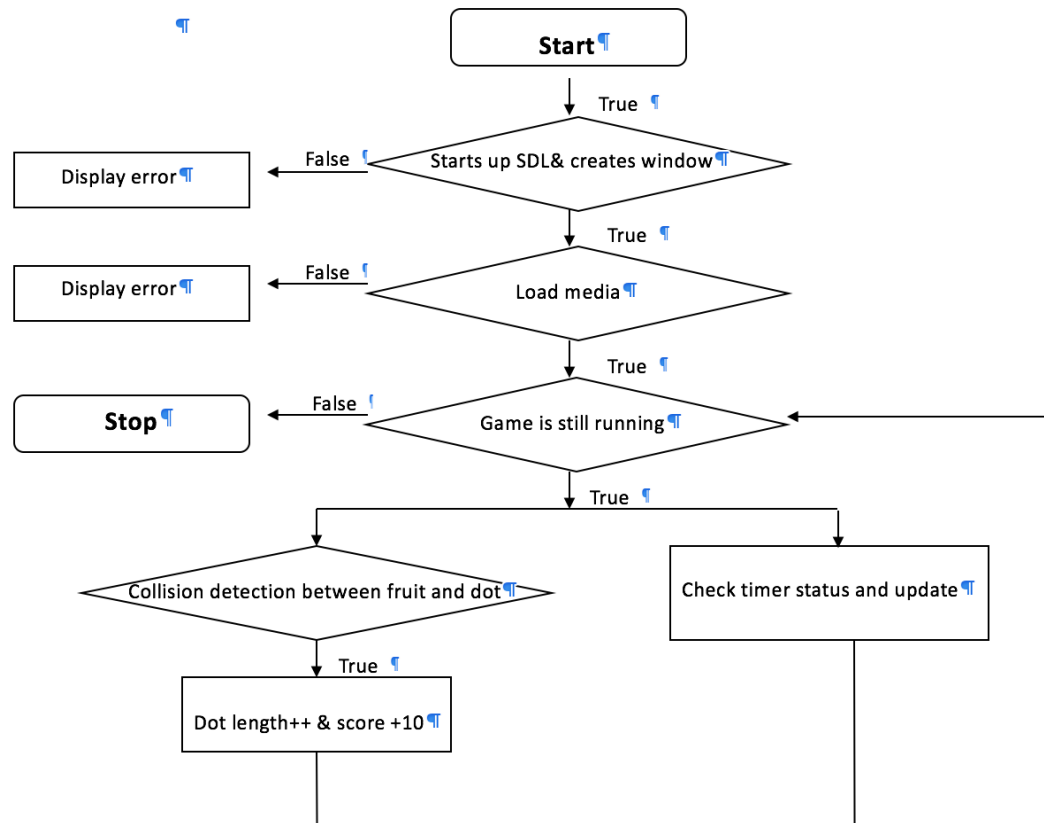 ¶
Start¶
True ¶
Starts up SDL& creates window¶
False ¶
Display error¶
True ¶
Load media¶
False ¶
Display error¶
True ¶
Game is still running¶
False ¶
Stop¶
True ¶
Collision detection between fruit and dot¶
Check timer status and update¶
True ¶
Dot length++ & score +10¶